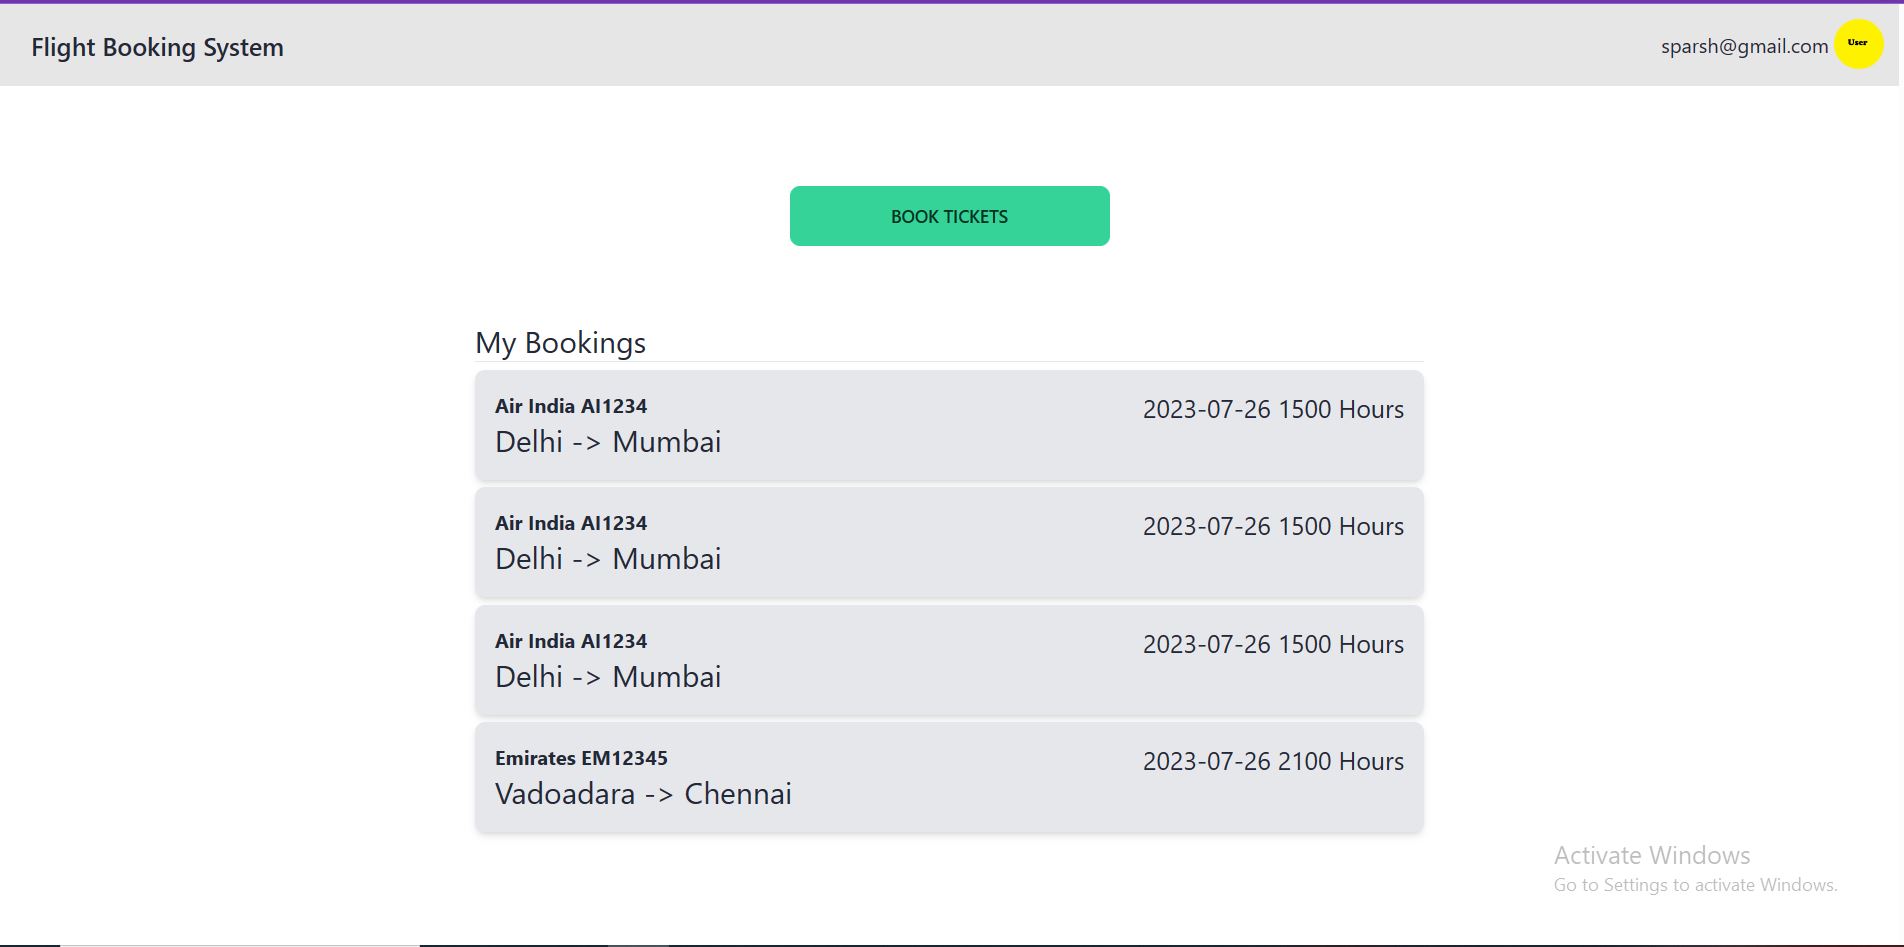 Flight Booking System
sparsh@gmail.com
User
BOOK TICKETS
My Bookings
Air India AI1234
2023-07-26 1500 Hours
Delhi -> Mumbai
Air India AI1234
2023-07-26 1500 Hours
Delhi -> Mumbai
Air India AI1234
2023-07-26 1500 Hours
Delhi -> Mumbai
Emirates EM12345
2023-07-26 2100 Hours
Vadoadara -> Chennai
Activate Windows
Go to Settings to activate Windows.